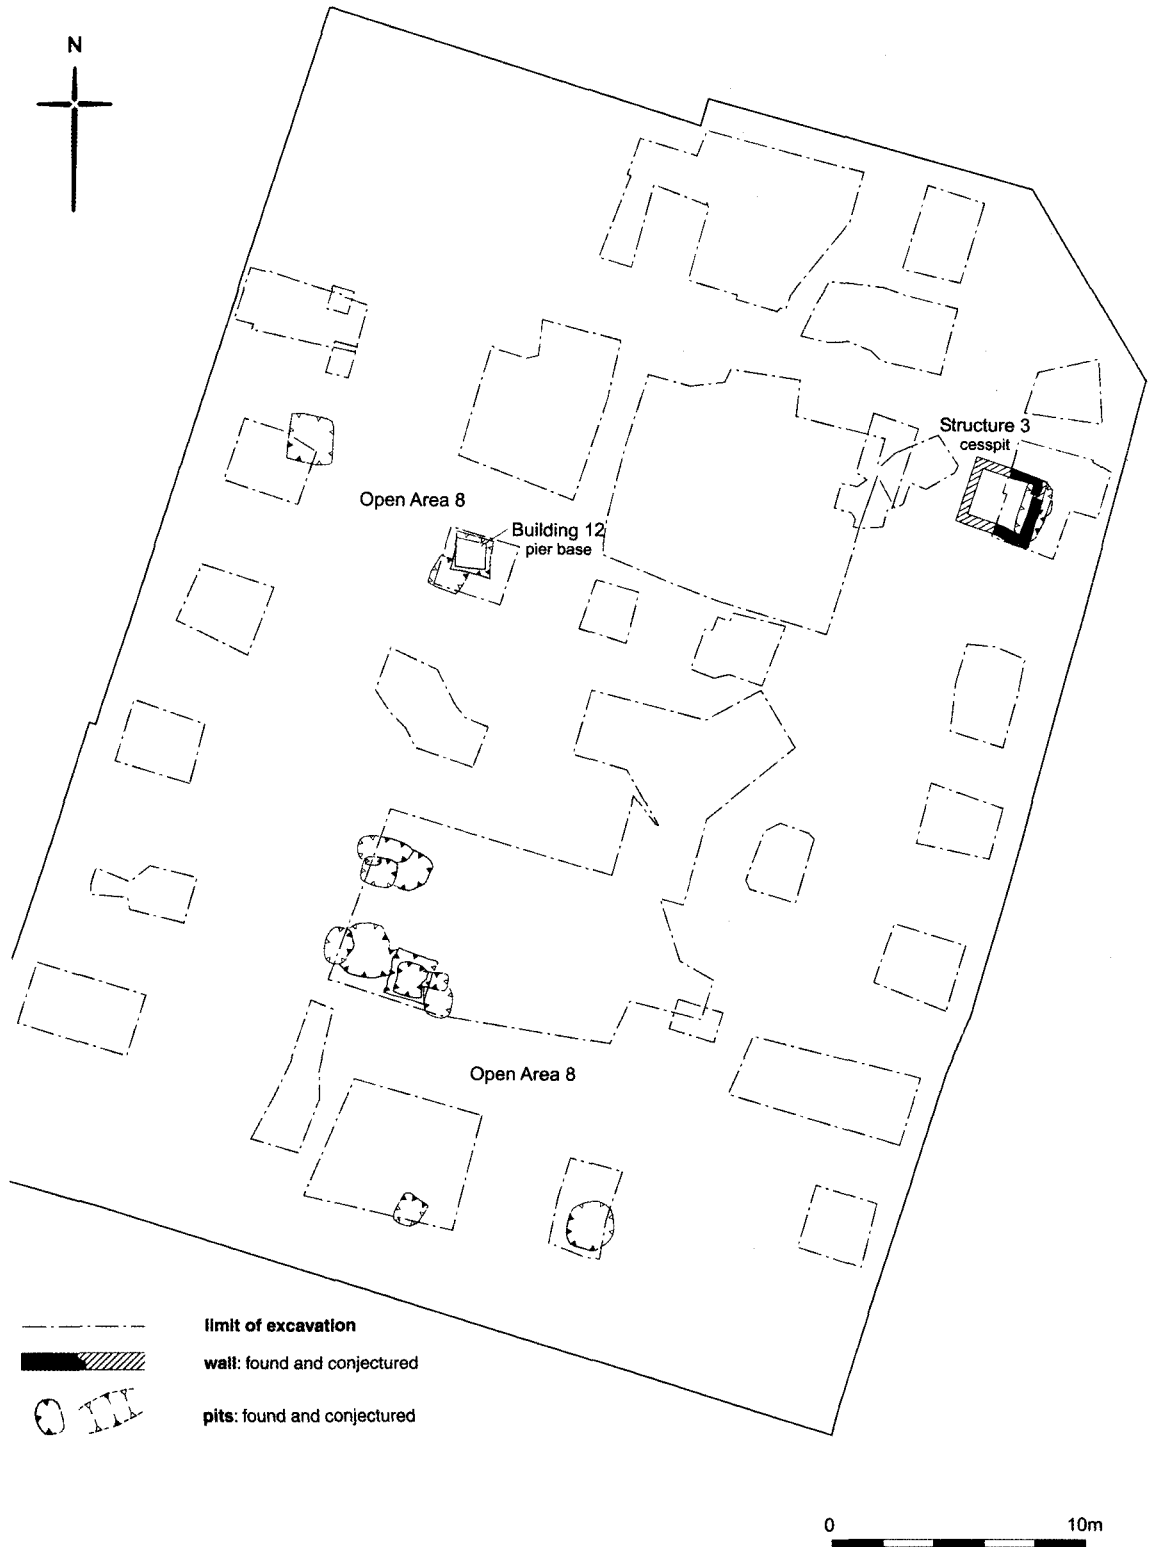 N
Structure 3
cesspit
Open Area 8
Building 12
pier base
Open Area 8
limit of excavation
wall: found and conjectured
pits: found and conjectured
0 10m